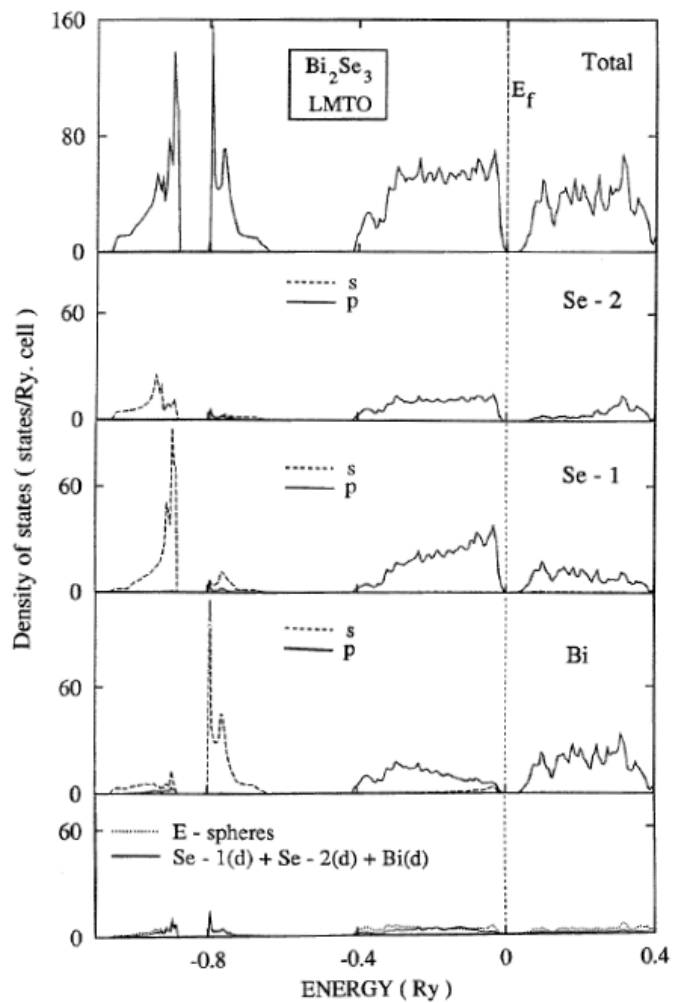 160
Bi2Se3
LMTO
Total
Ef
80
0
s
p
Se - 2
60
0
s
p
Se - 1
60
0
s
p
Bi
60
0
E - spheres
Se - 1(d) + Se - 2(d) + Bi(d)
60
0
-0.8
-0.4
0
0.4
ENERGY ( Ry )
Density of states ( states/Ry. cell )